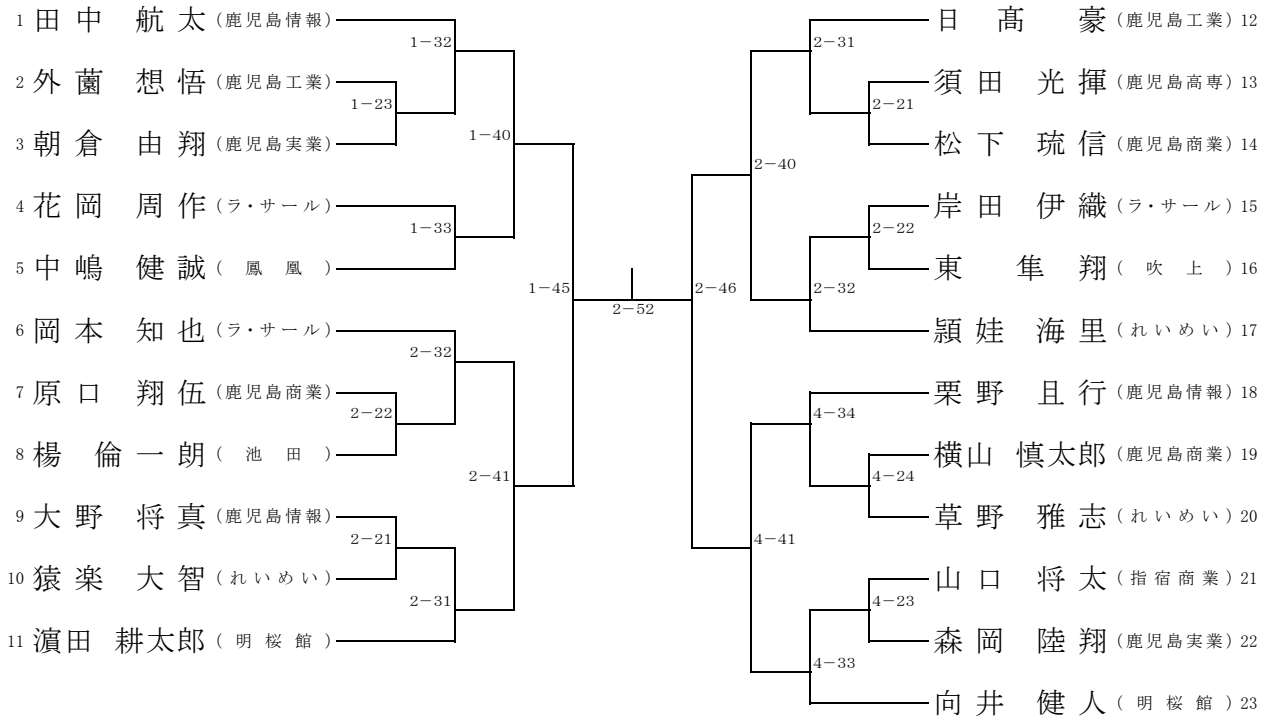 1 田中 航太 (鹿児島情報)
2 外薗 想悟 (鹿児島工業)
3 朝倉 由翔 (鹿児島実業)
4 花岡 周作 (ラ・サール)
5 中嶋 健誠 (鳳凰)
6 岡本 知也 (ラ・サール)
7 原口 翔伍 (鹿児島商業)
8 楊 倫一朗 (池田)
9 大野 将真 (鹿児島情報)
10 猿楽 大智 (れいめい)
11 濵田 耕太郎 (明桜館)
1-32
1-23
1-40
1-33
1-45
2-32
2-22
2-41
2-21
2-31
2-52
2-46
2-31
2-21
2-40
2-22
2-32
4-34
4-24
4-41
4-23
4-33
日髙 豪 (鹿児島工業) 12
須田 光揮 (鹿児島高専) 13
松下 琉信 (鹿児島商業) 14
岸田 伊織 (ラ・サール) 15
東 隼翔 (吹上) 16
頴娃 海里 (れいめい) 17
栗野 且行 (鹿児島情報) 18
横山 慎太郎 (鹿児島商業) 19
草野 雅志 (れいめい) 20
山口 将太 (指宿商業) 21
森岡 陸翔 (鹿児島実業) 22
向井 健人 (明桜館) 23